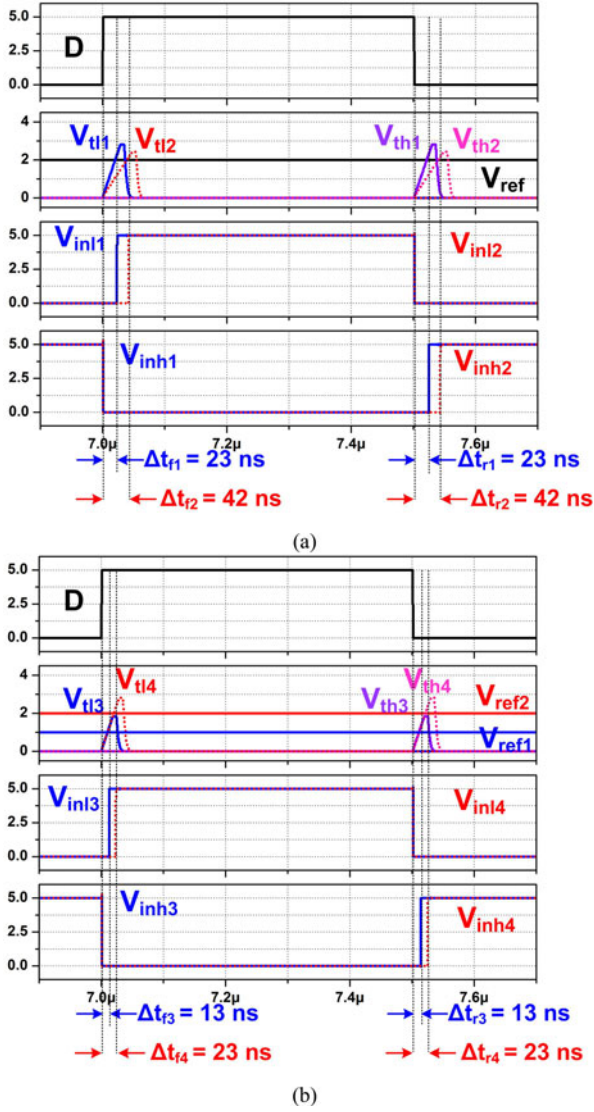 5.0
D
2.5
0.0
4
V_tl1 V_tl2 V_th1 V_th2
2
V_ref
0
V_inl1 5.0 V_inl2
2.5
0.0
5.0
V_inh1 V_inh2
2.5
0.0
7.0μ 7.2μ 7.4μ 7.6μ
Δt_f1 = 23 ns Δt_r1 = 23 ns
Δt_f2 = 42 ns Δt_r2 = 42 ns
(a)
5.0
D
2.5
0.0
4
V_tl4 V_th4
V_tl3 V_th3 V_ref2
2
V_ref1
0
V_inl3 5.0 V_inl4
2.5
0.0
5.0
V_inh3 V_inh4
2.5
0.0
7.0μ 7.2μ 7.4μ 7.6μ
Δt_f3 = 13 ns Δt_r3 = 13 ns
Δt_f4 = 23 ns Δt_r4 = 23 ns
(b)